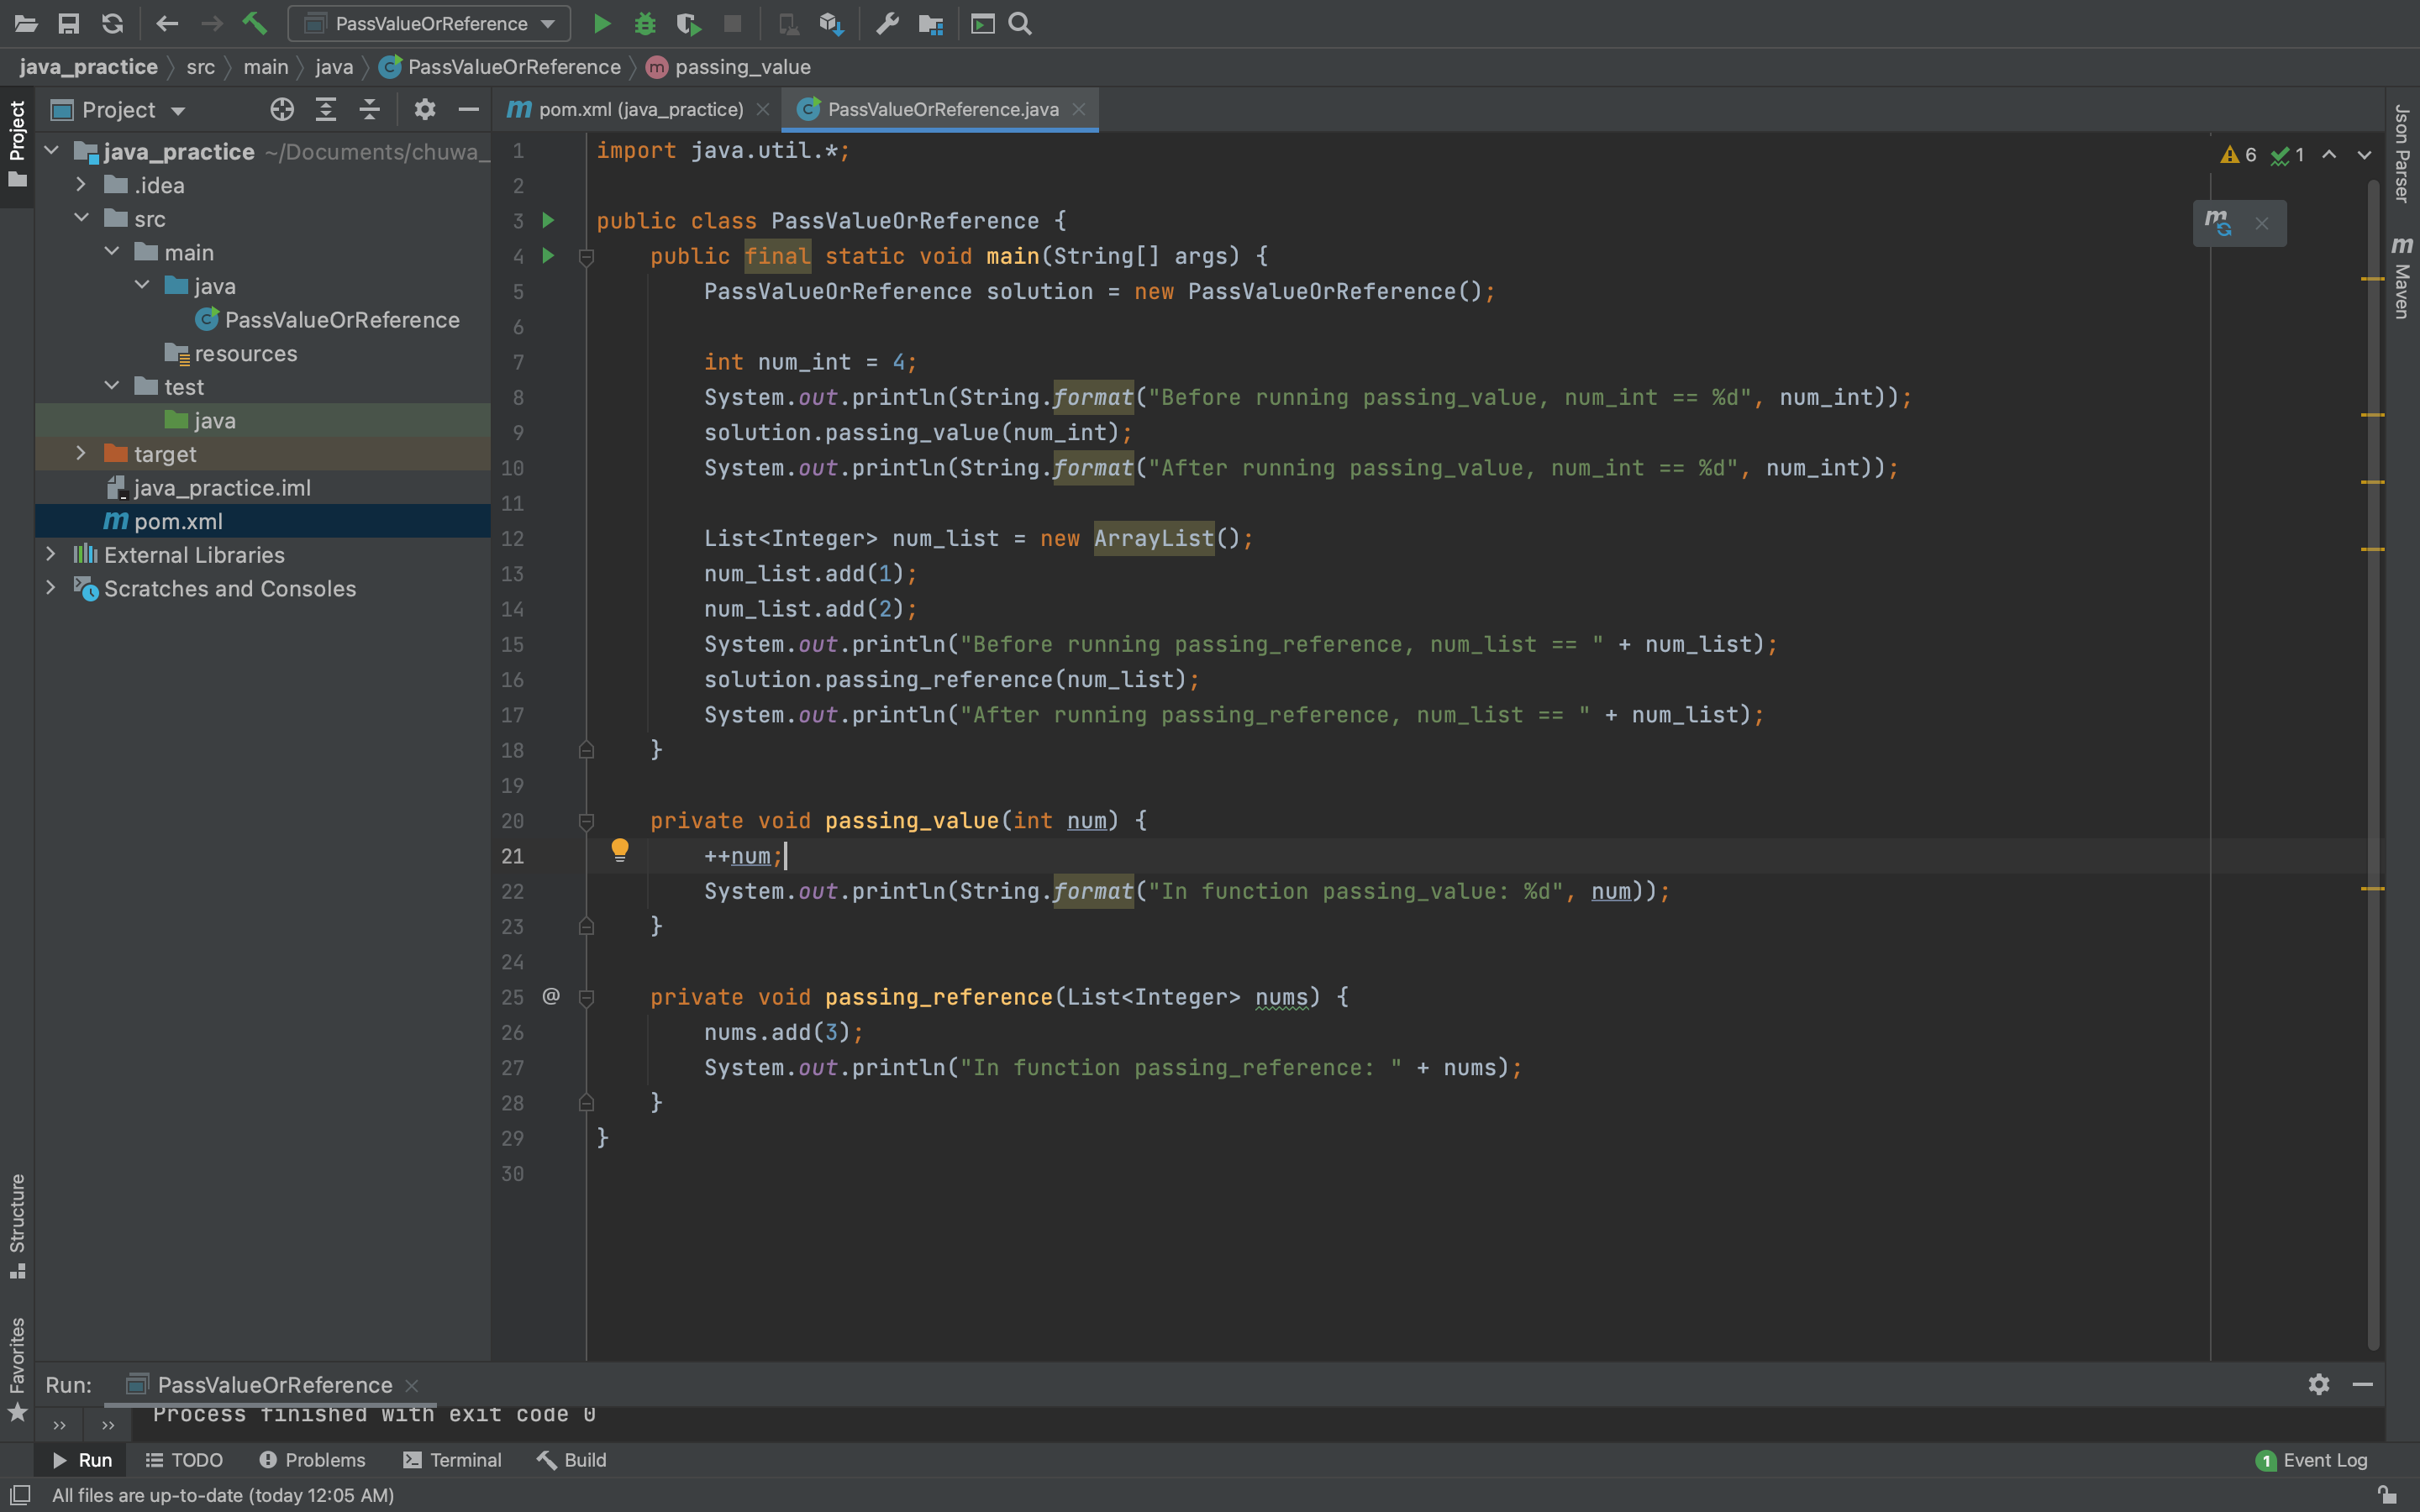 PassValueOrReference
java_practice src main java PassValueOrReference m passing_value
Project
Project
pom.xml (java_practice)
PassValueOrReference.java
java_practice ~/Documents/chuwa_
.idea
src
main
java
PassValueOrReference
resources
test
java
target
java_practice.iml
pom.xml
External Libraries
Scratches and Consoles
6 1
1 import java.util.*;
2
3 public class PassValueOrReference {
4 public final static void main(String[] args) {
5 PassValueOrReference solution = new PassValueOrReference();
6
7 int num_int = 4;
8 System.out.println(String.format("Before running passing_value, num_int == %d", num_int));
9 solution.passing_value(num_int);
10 System.out.println(String.format("After running passing_value, num_int == %d", num_int));
11
12 List<Integer> num_list = new ArrayList();
13 num_list.add(1);
14 num_list.add(2);
15 System.out.println("Before running passing_reference, num_list == " + num_list);
16 solution.passing_reference(num_list);
17 System.out.println("After running passing_reference, num_list == " + num_list);
18 }
19
20 private void passing_value(int num) {
21 ++num;
22 System.out.println(String.format("In function passing_value: %d", num));
23 }
24
25 @ private void passing_reference(List<Integer> nums) {
26 nums.add(3);
27 System.out.println("In function passing_reference: " + nums);
28 }
29 }
30
Json Parser
Maven
Structure
Favorites
Run: PassValueOrReference
Process finished with exit code 0
Run TODO Problems Terminal Build
1 Event Log
All files are up-to-date (today 12:05 AM)